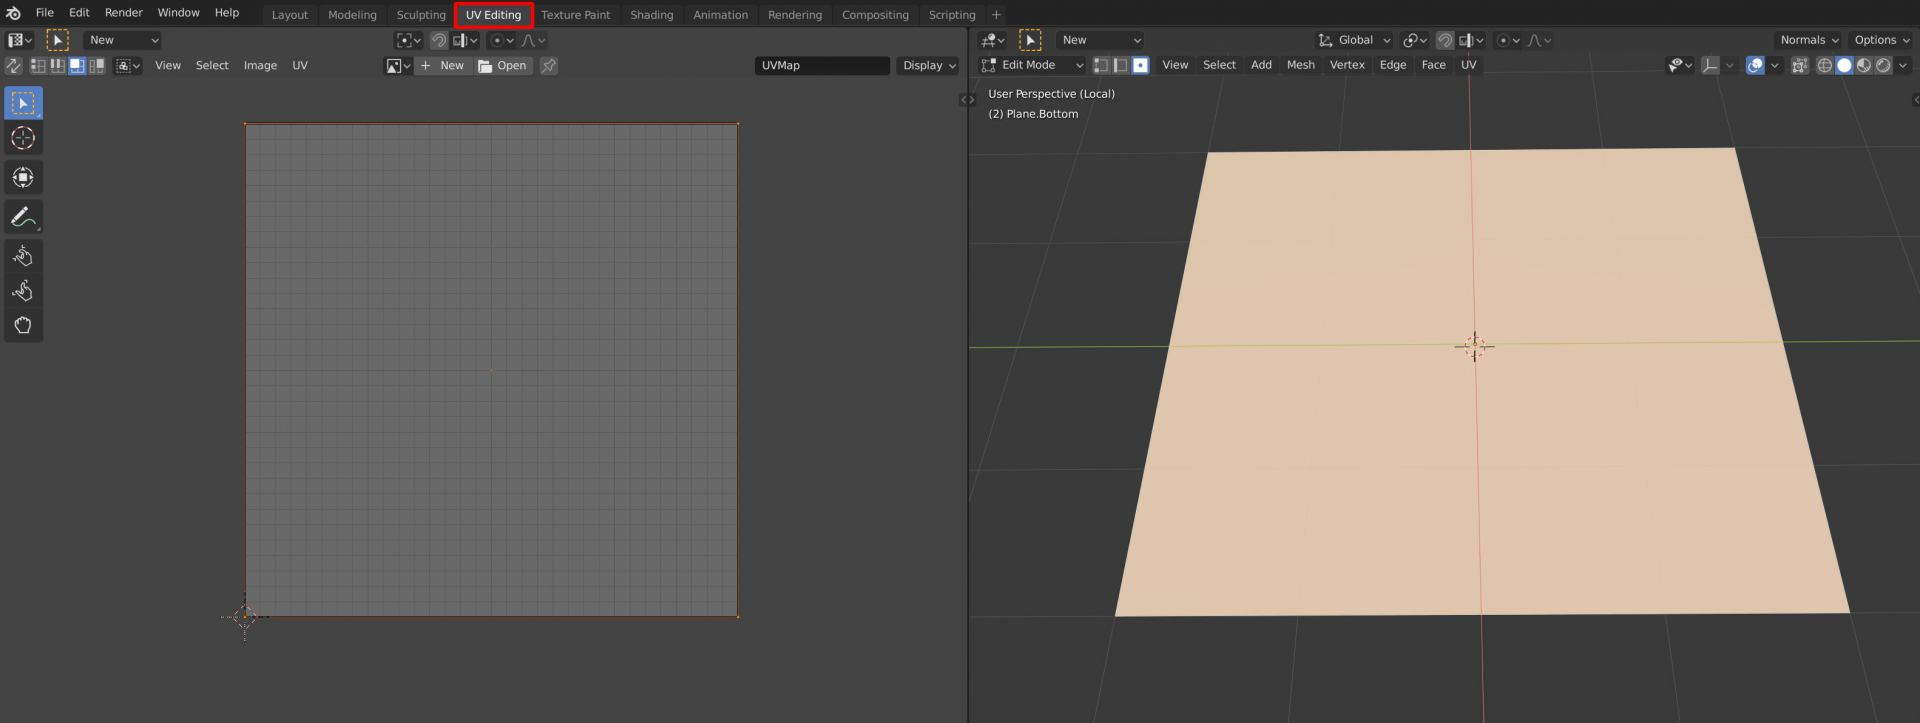 File Edit Render Window Help Layout Modeling Sculpting UV Editing Texture Paint Shading Animation Rendering Compositing Scripting +
New
New Global Normals Options
View Select Image UV + New Open UVMap Display
Edit Mode View Select Add Mesh Vertex Edge Face UV
User Perspective (Local)
(2) Plane.Bottom